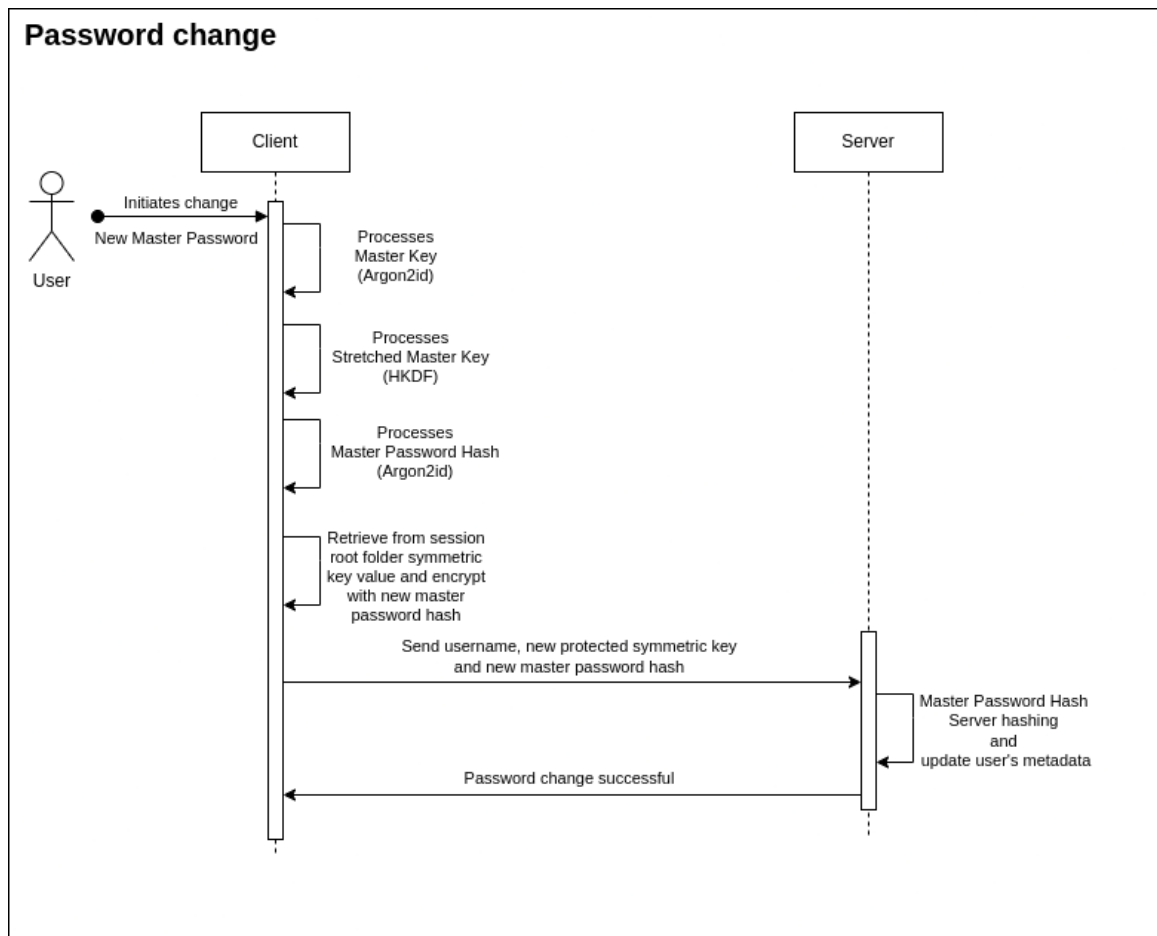 Password change
Client
Server
Initiates change
New Master Password
User
Processes
Master Key
(Argon2id)
Processes
Stretched Master Key
(HKDF)
Processes
Master Password Hash
(Argon2id)
Retrieve from session
root folder symmetric
key value and encrypt
with new master
password hash
Send username, new protected symmetric key
and new master password hash
Master Password Hash
Server hashing
and
update user's metadata
Password change successful